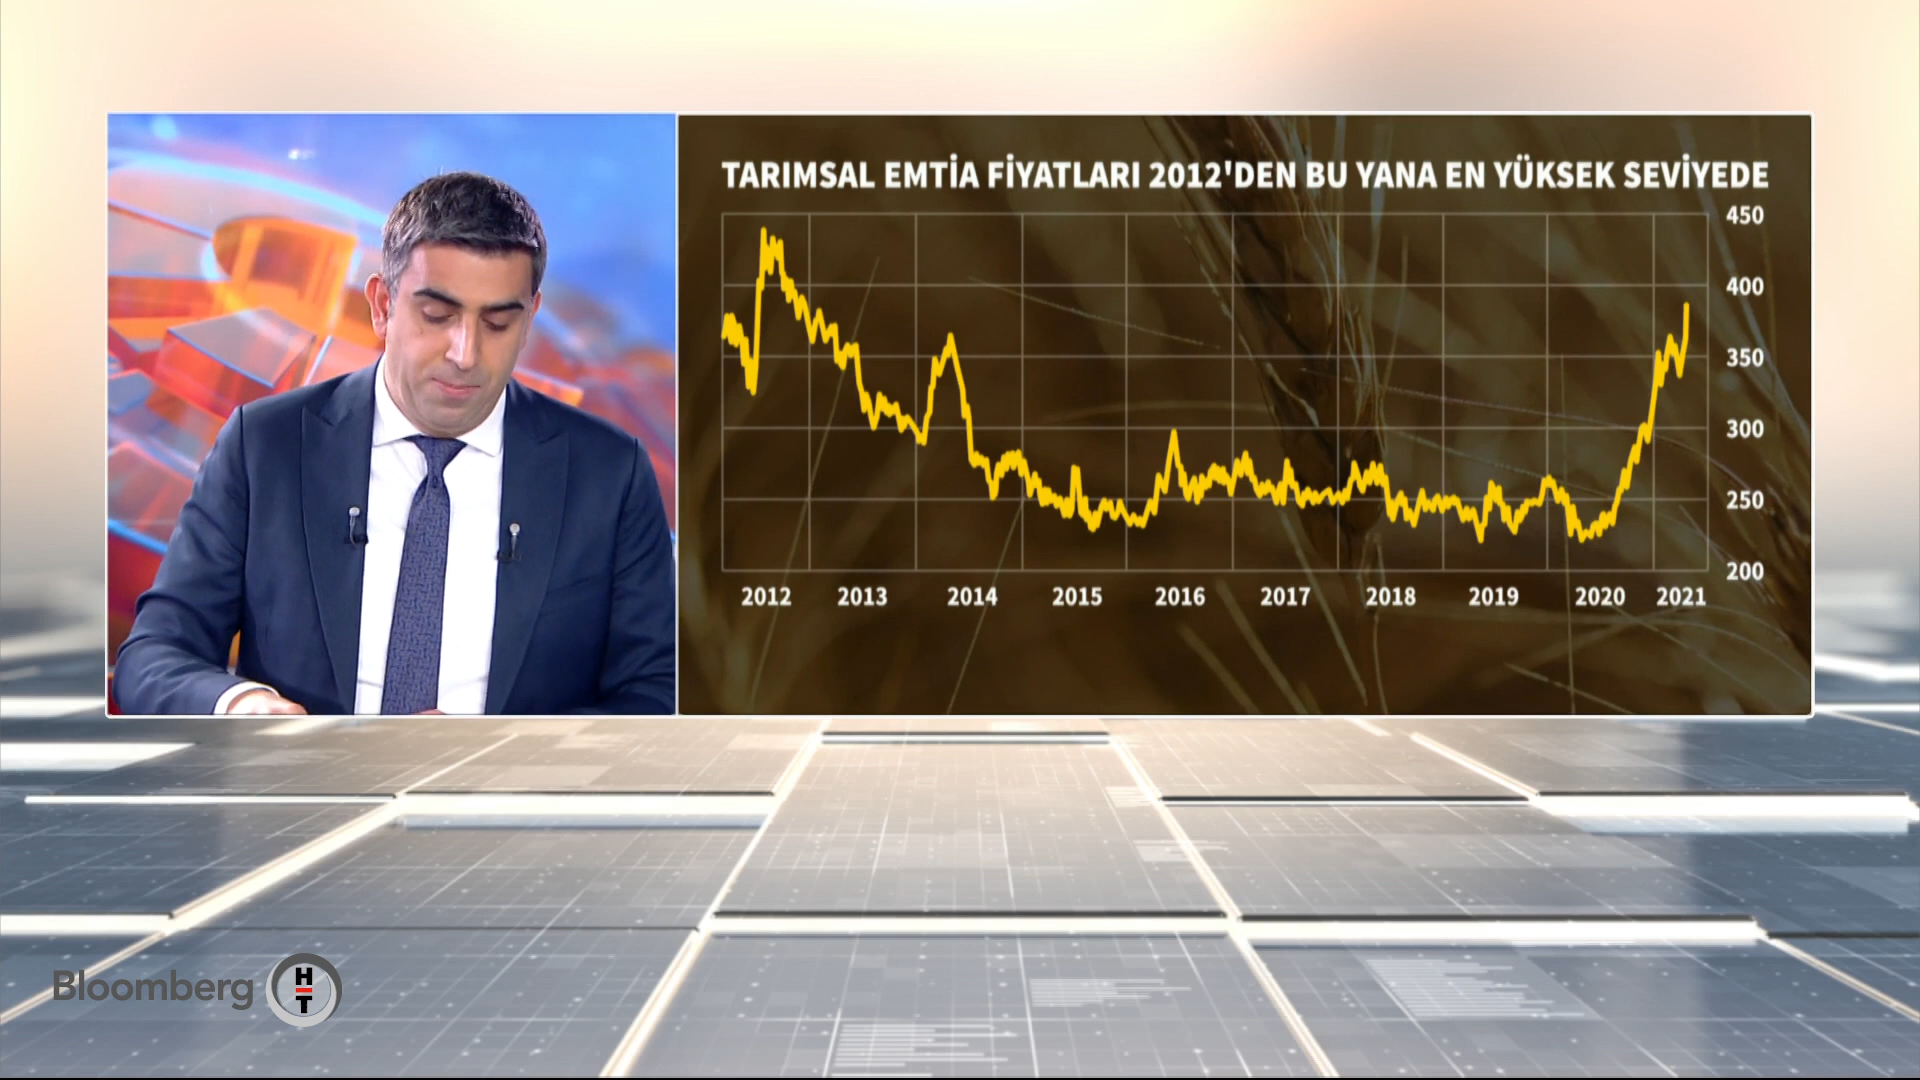 TARIMSAL EMTİA FİYATLARI 2012'DEN BU YANA EN YÜKSEK SEVİYEDE
450
400
350
300
250
200
2012 2013 2014 2015 2016 2017 2018 2019 2020 2021
Bloomberg HT